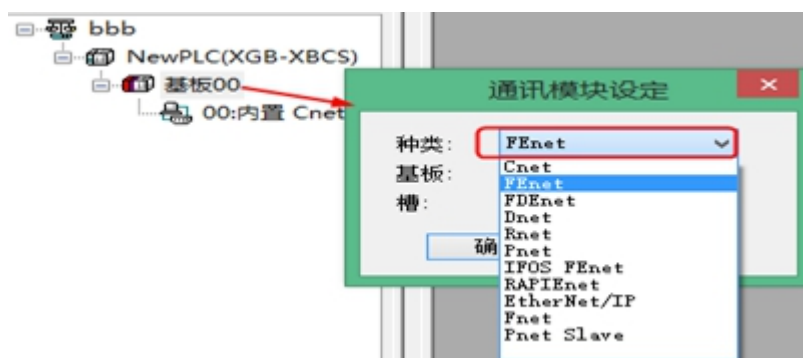 bbb
NewPLC(XGB-XBCS)
基板00
00:内置 Cnet
通讯模块设定
种类: FEnet
基板:
槽:
确
Cnet
FEnet
FDEnet
Dnet
Rnet
Pnet
IFOS FEnet
RAPIEnet
EtherNet/IP
Fnet
Pnet Slave